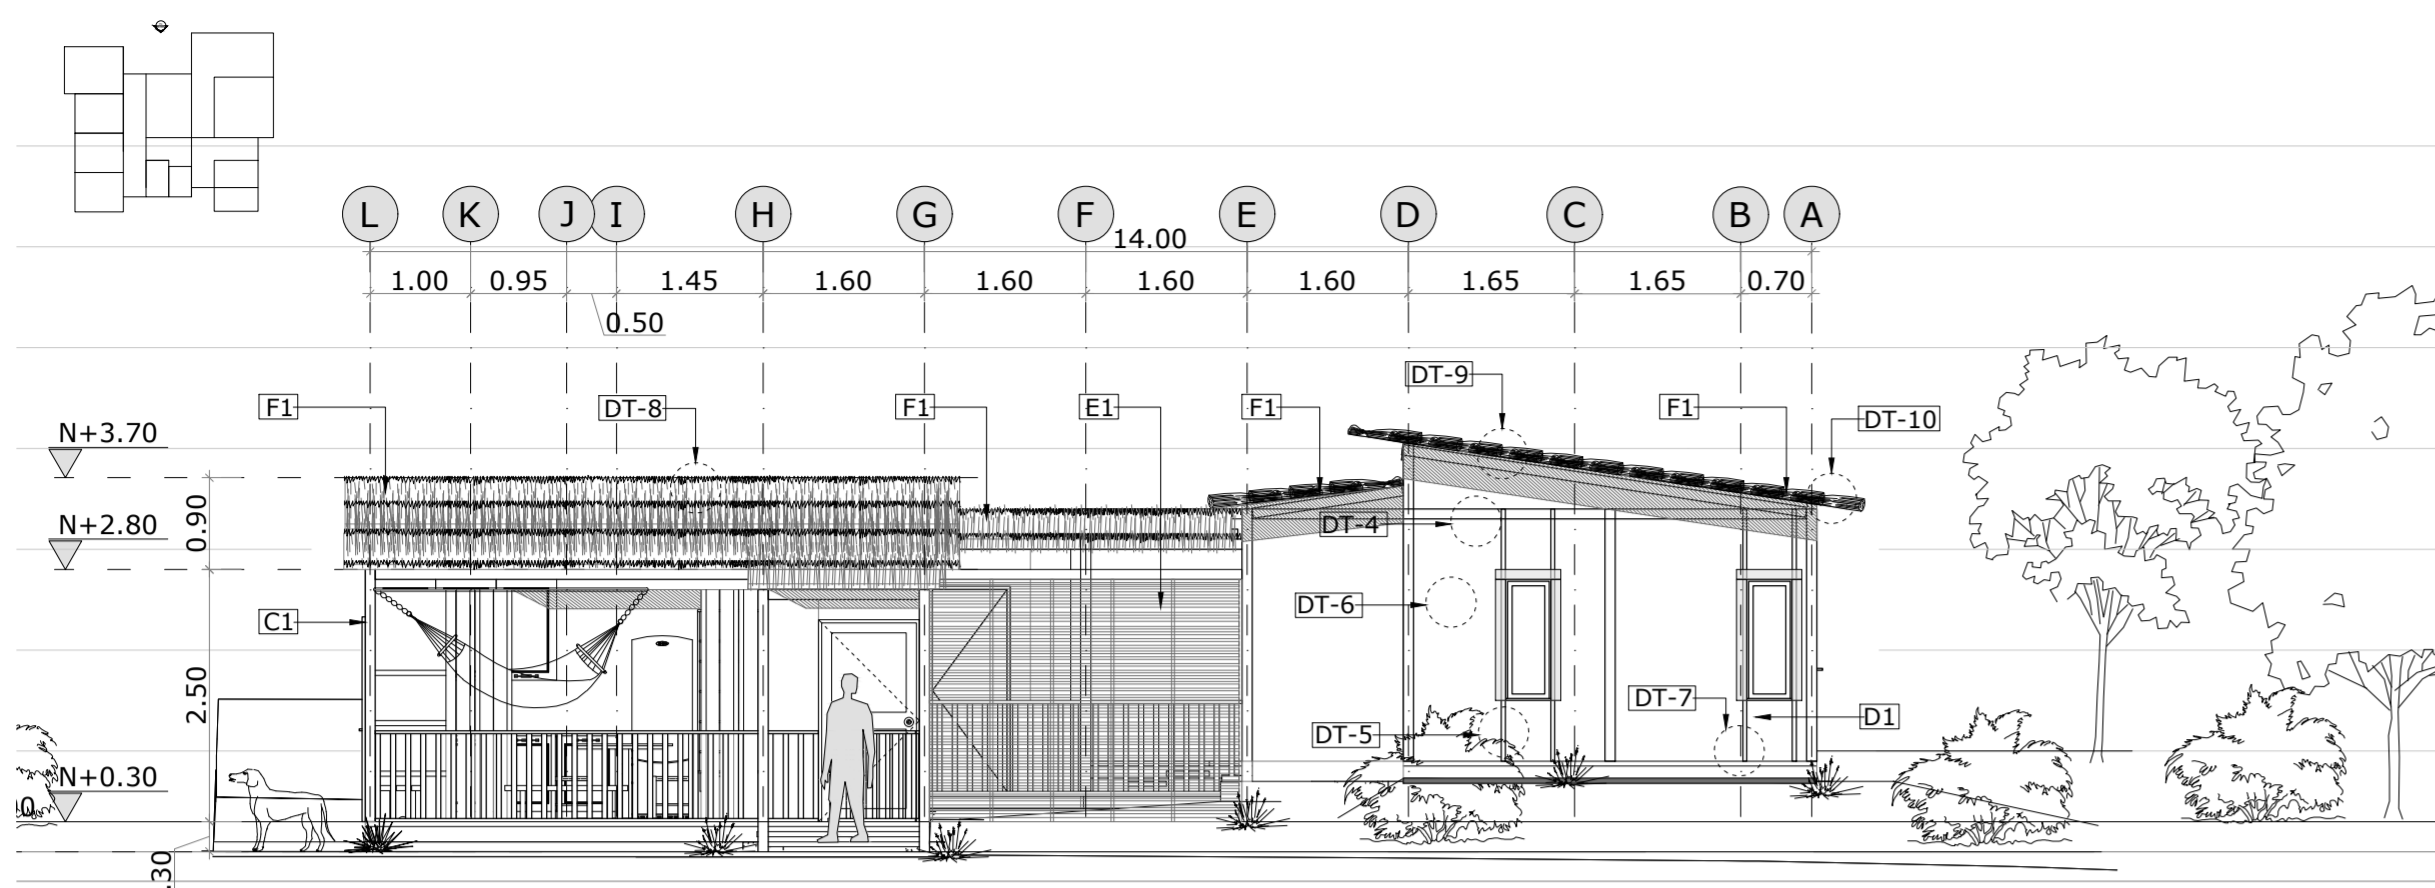 L K J I H G F E D C B A
14.00
1.00 0.95 1.45 1.60 1.60 1.60 1.60 1.65 1.65 0.70
0.50
DT-9
F1 DT-8 F1 E1 F1 F1 DT-10
N+3.70
0.90
N+2.80
DT-4
DT-6
C1
2.50
DT-7
D1
DT-5
N+0.30
0
.30